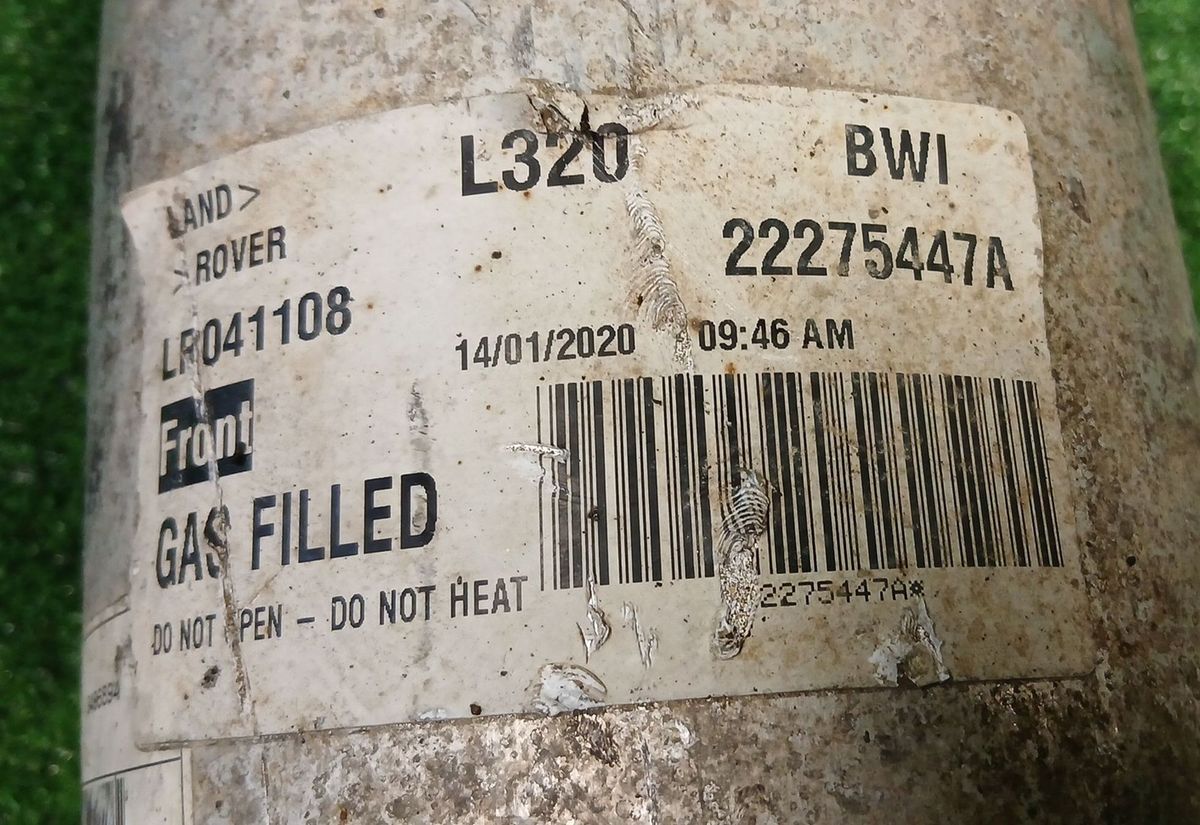 L320
BWI
LAND >
> ROVER
22275447A
LR041108
14/01/2020 09:46 AM
Front
GAS FILLED
2275447A*
DO NOT PEN – DO NOT HEAT